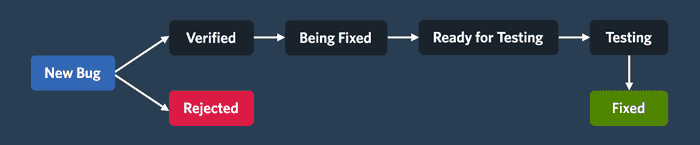 New Bug
Verified
Being Fixed
Ready for Testing
Testing
Rejected
Fixed